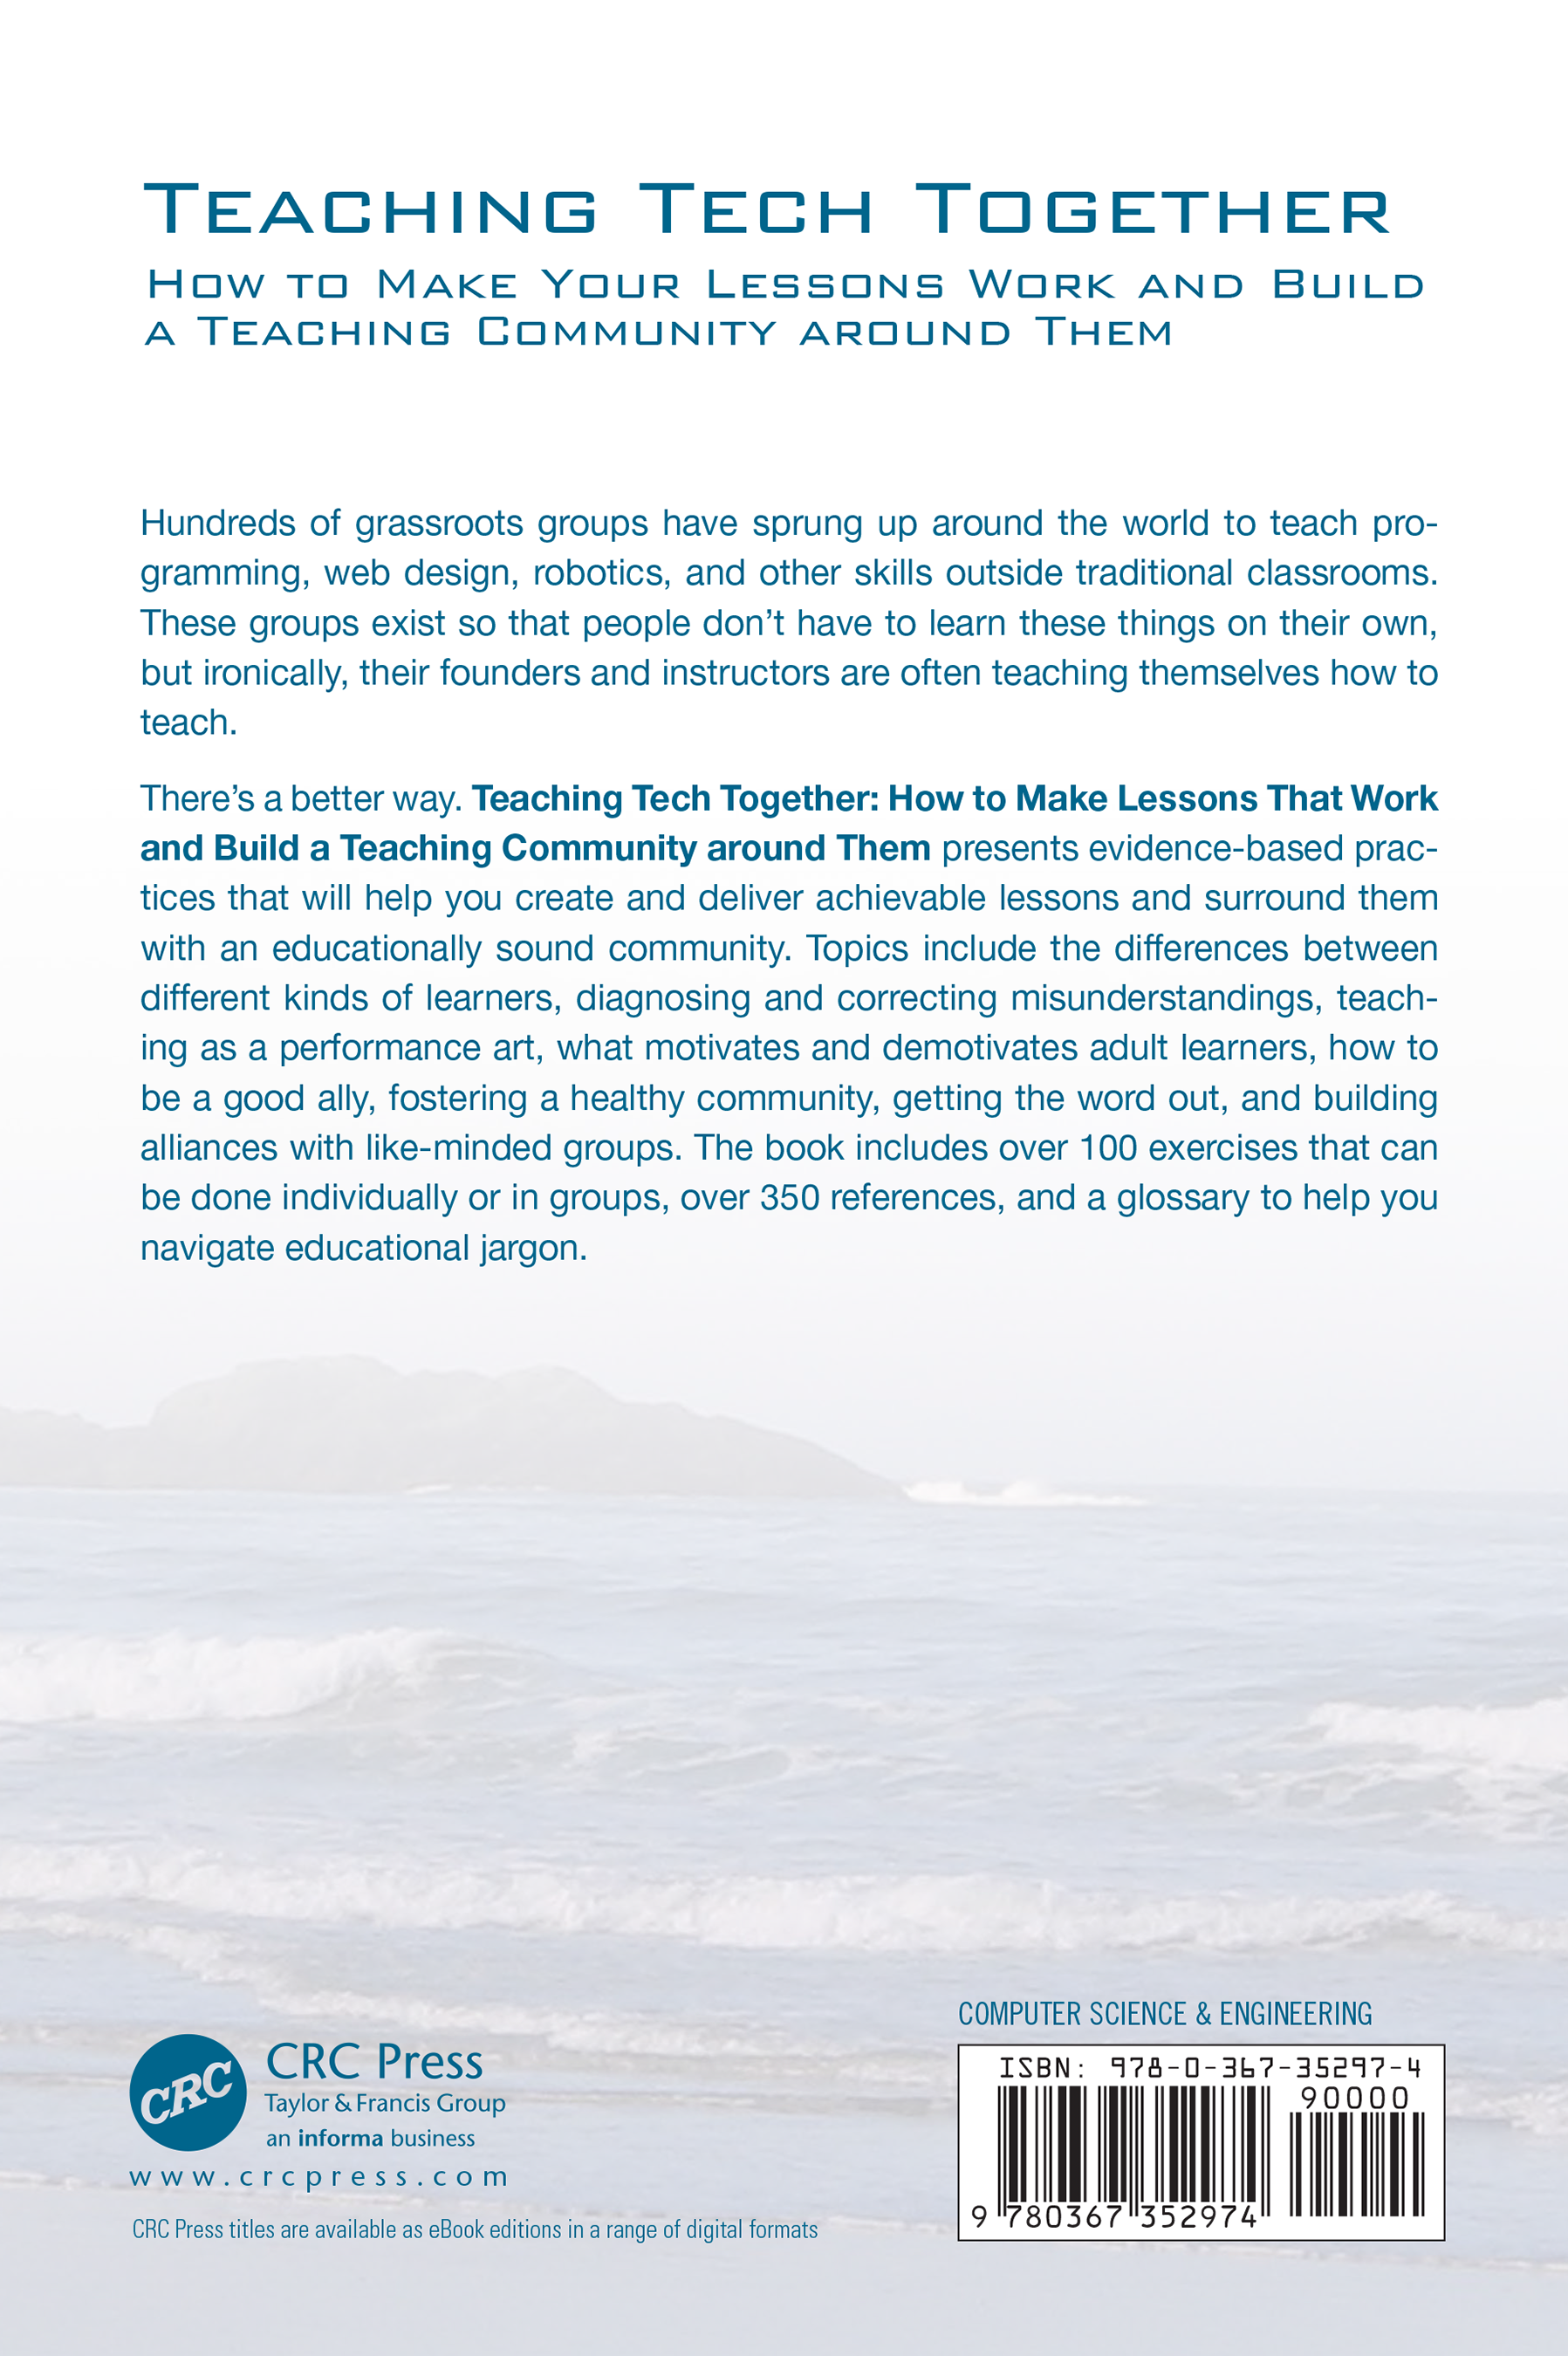 Teaching Tech Together
How to Make Your Lessons Work and Build
a Teaching Community around Them
Hundreds of grassroots groups have sprung up around the world to teach pro-
gramming, web design, robotics, and other skills outside traditional classrooms.
These groups exist so that people don’t have to learn these things on their own,
but ironically, their founders and instructors are often teaching themselves how to
teach.
There’s a better way. Teaching Tech Together: How to Make Lessons That Work
and Build a Teaching Community around Them presents evidence-based prac-
tices that will help you create and deliver achievable lessons and surround them
with an educationally sound community. Topics include the differences between
different kinds of learners, diagnosing and correcting misunderstandings, teach-
ing as a performance art, what motivates and demotivates adult learners, how to
be a good ally, fostering a healthy community, getting the word out, and building
alliances with like-minded groups. The book includes over 100 exercises that can
be done individually or in groups, over 350 references, and a glossary to help you
navigate educational jargon.
CRC
CRC Press
Taylor & Francis Group
an informa business
www.crcpress.com
CRC Press titles are available as eBook editions in a range of digital formats
COMPUTER SCIENCE & ENGINEERING
ISBN: 978-0-367-35297-4
90000
9 780367 352974